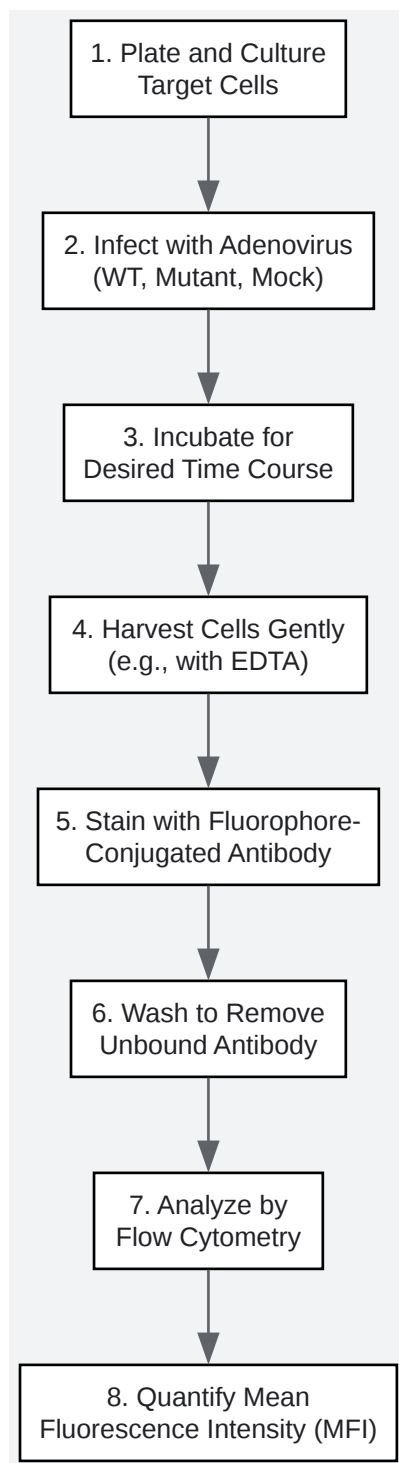 1. Plate and Culture
Target Cells
2. Infect with Adenovirus
(WT, Mutant, Mock)
3. Incubate for
Desired Time Course
4. Harvest Cells Gently
(e.g., with EDTA)
5. Stain with Fluorophore-
Conjugated Antibody
6. Wash to Remove
Unbound Antibody
7. Analyze by
Flow Cytometry
8. Quantify Mean
Fluorescence Intensity (MFI)